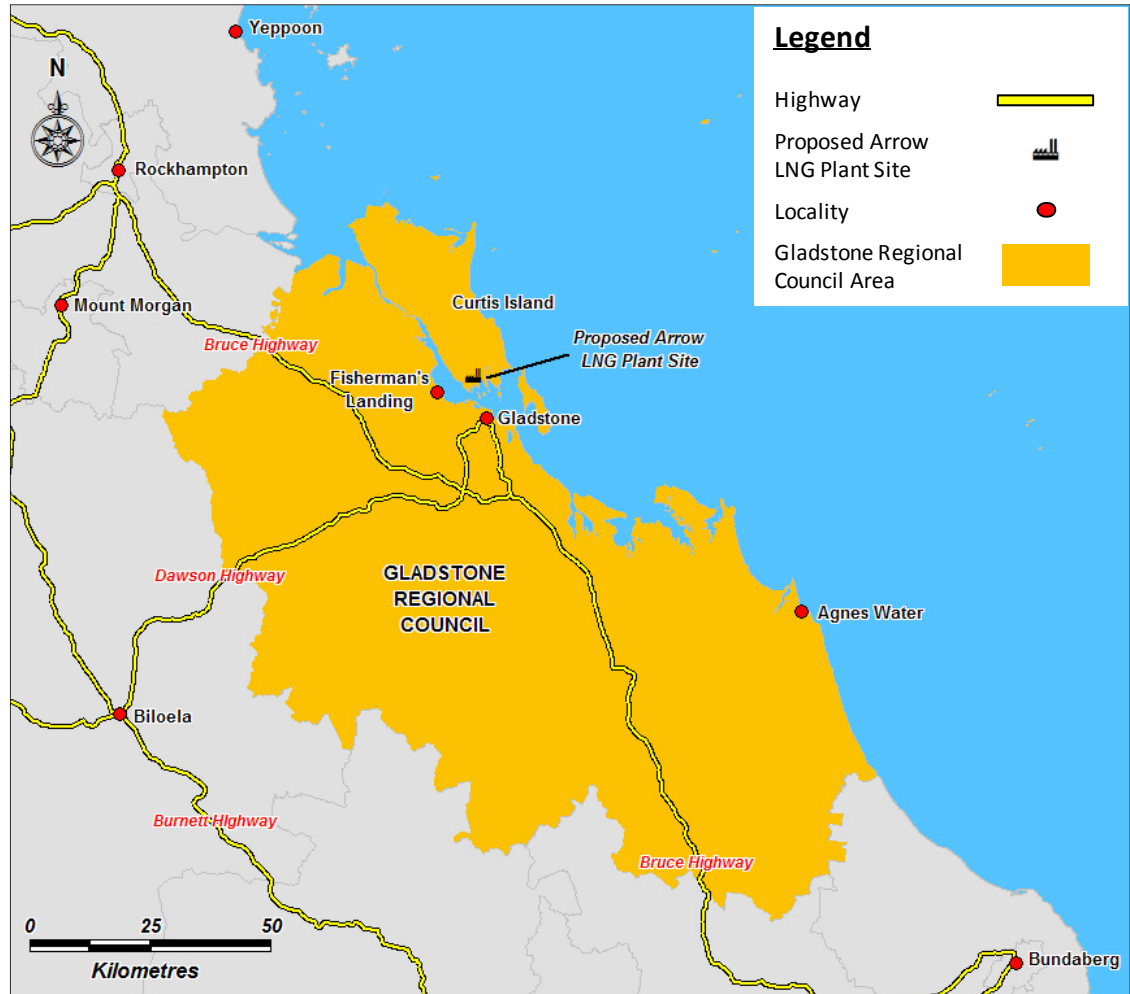 Yeppoon
N
Rockhampton
Mount Morgan
Bruce Highway
Curtis Island
Proposed Arrow
LNG Plant Site
Fisherman's
Landing
Gladstone
Dawson Highway
GLADSTONE
REGIONAL
COUNCIL
Agnes Water
Biloela
Burnett HIghway
Bruce Highway
Bundaberg
0 25 50
Kilometres
Legend
Highway
Proposed Arrow
LNG Plant Site
Locality
Gladstone Regional
Council Area